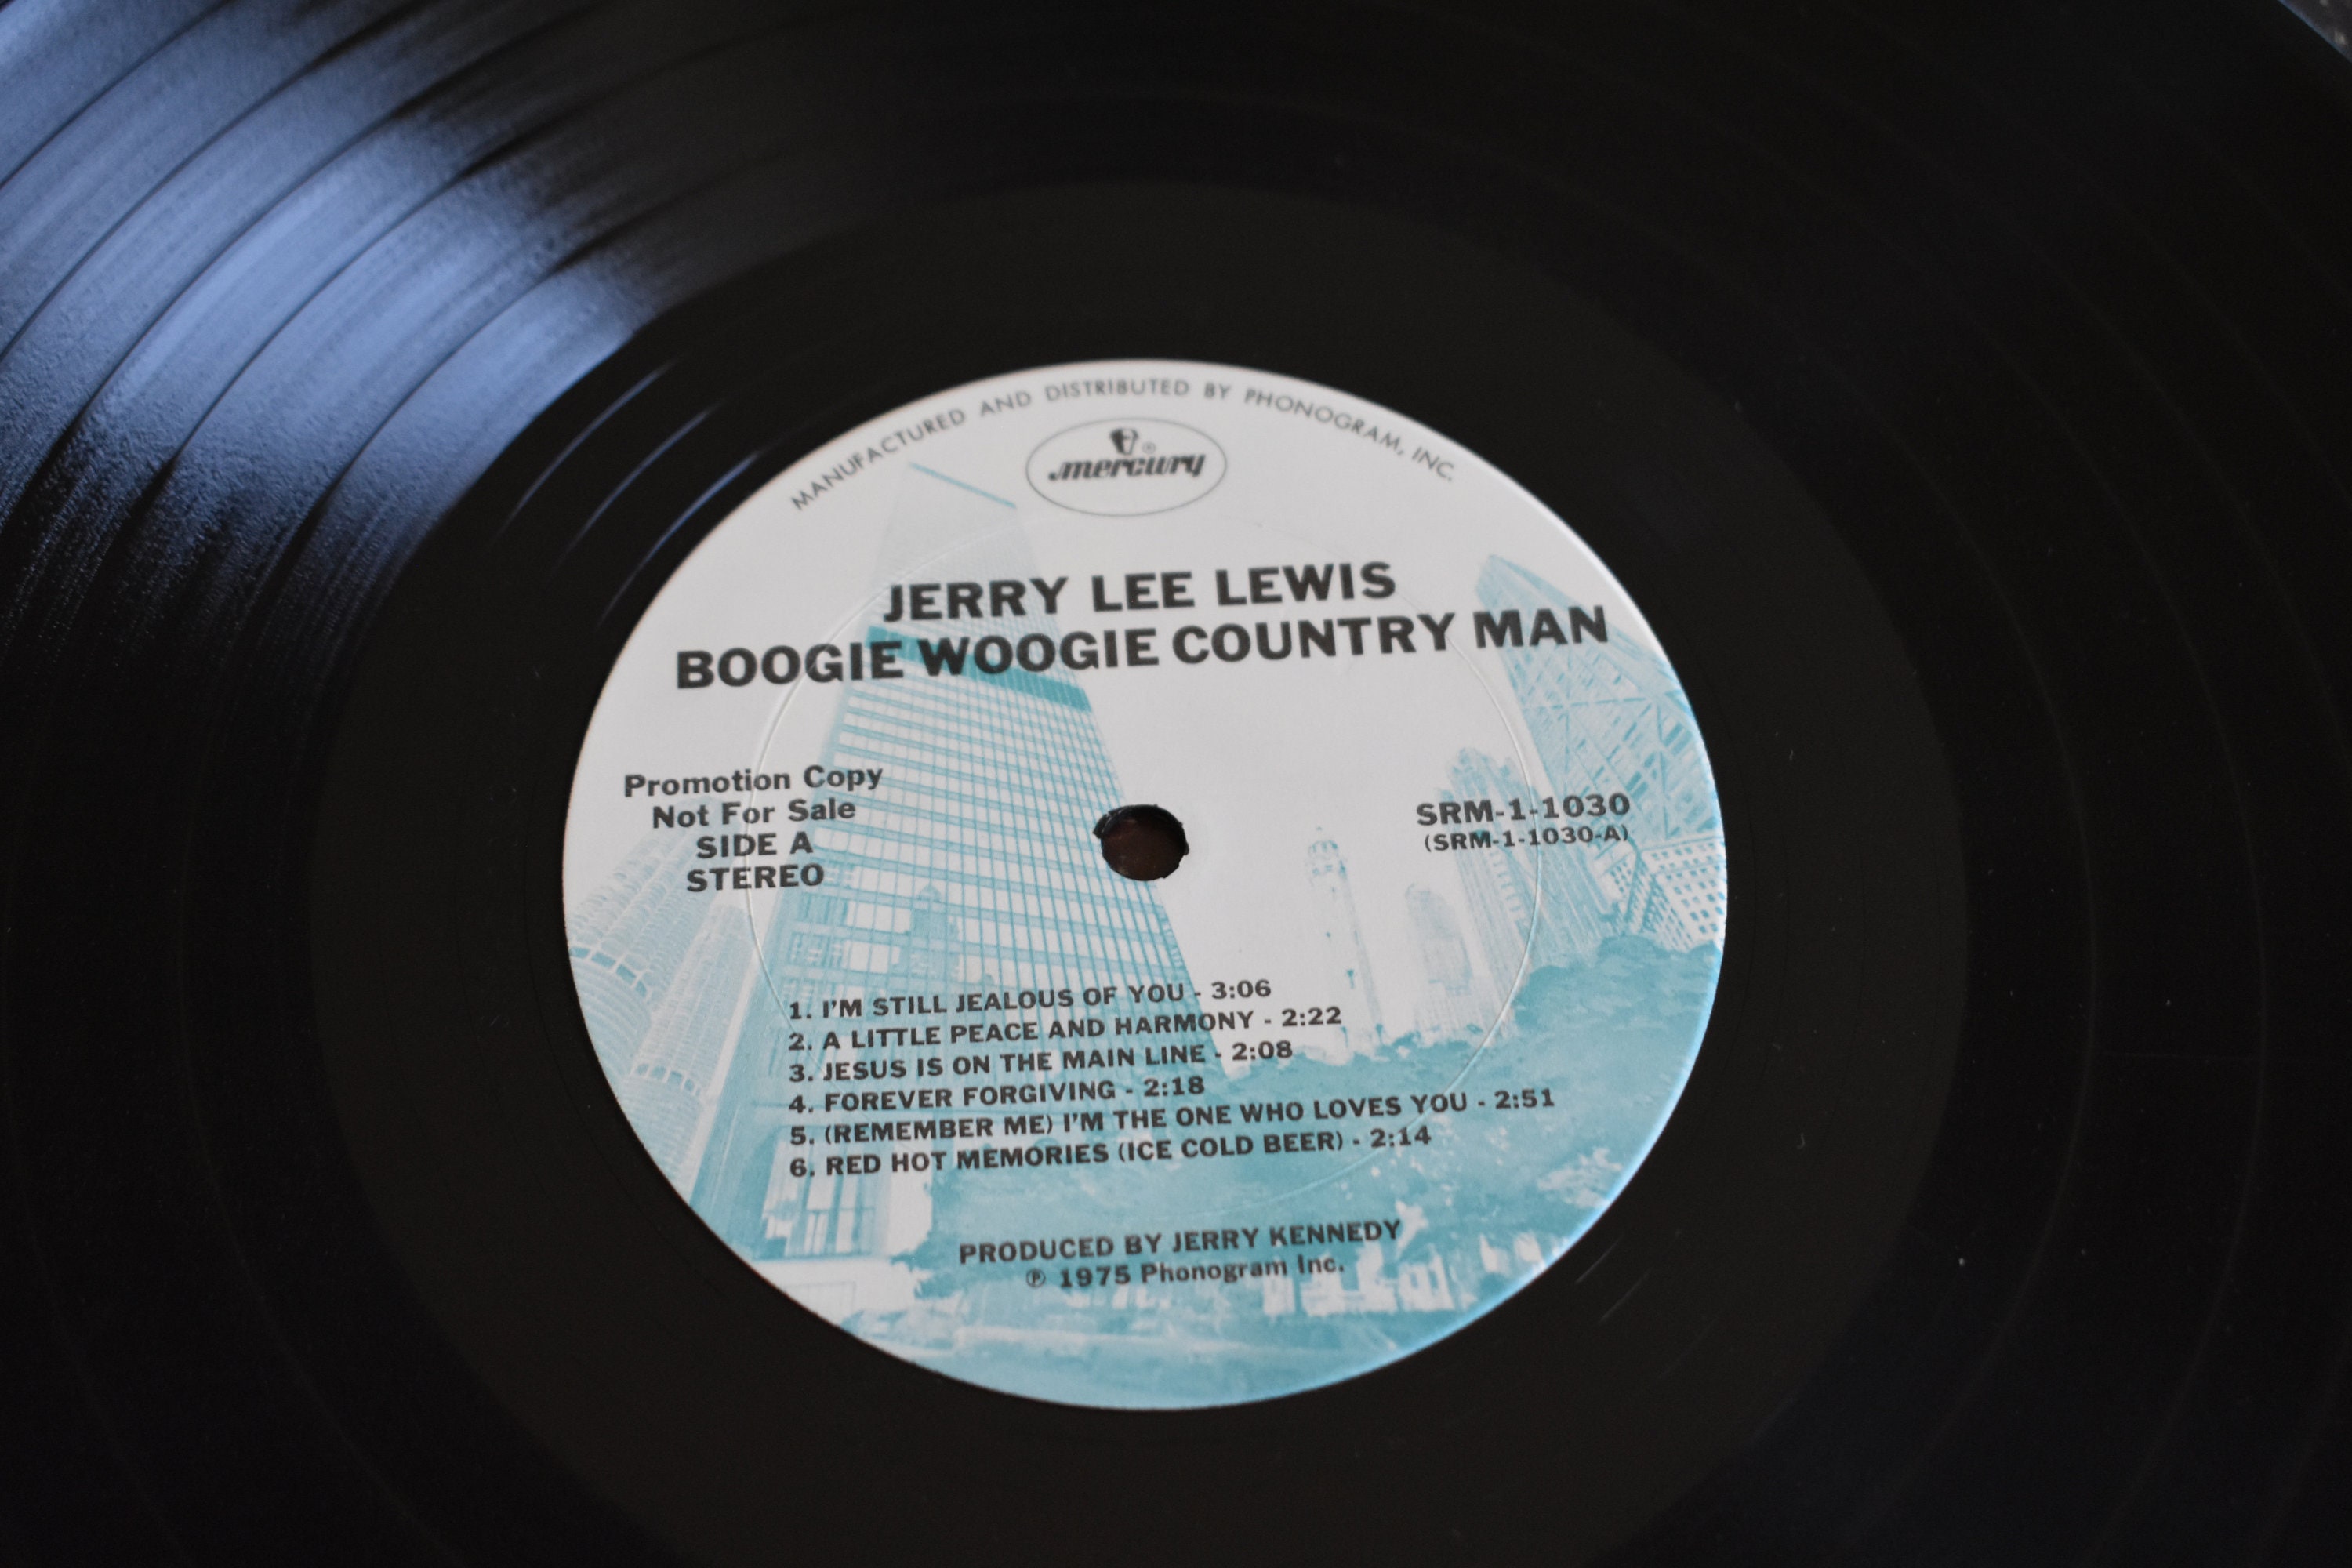 MANUFACTURED AND DISTRIBUTED BY PHONOGRAM, INC.
mercury ®
JERRY LEE LEWIS
BOOGIE WOOGIE COUNTRY MAN
Promotion Copy
Not For Sale
SIDE A
STEREO
SRM-1-1030
(SRM-1-1030-A)
1. I'M STILL JEALOUS OF YOU - 3:06
2. A LITTLE PEACE AND HARMONY - 2:22
3. JESUS IS ON THE MAIN LINE - 2:08
4. FOREVER FORGIVING - 2:18
5. (REMEMBER ME) I'M THE ONE WHO LOVES YOU - 2:51
6. RED HOT MEMORIES (ICE COLD BEER) - 2:14
PRODUCED BY JERRY KENNEDY
℗ 1975 Phonogram Inc.